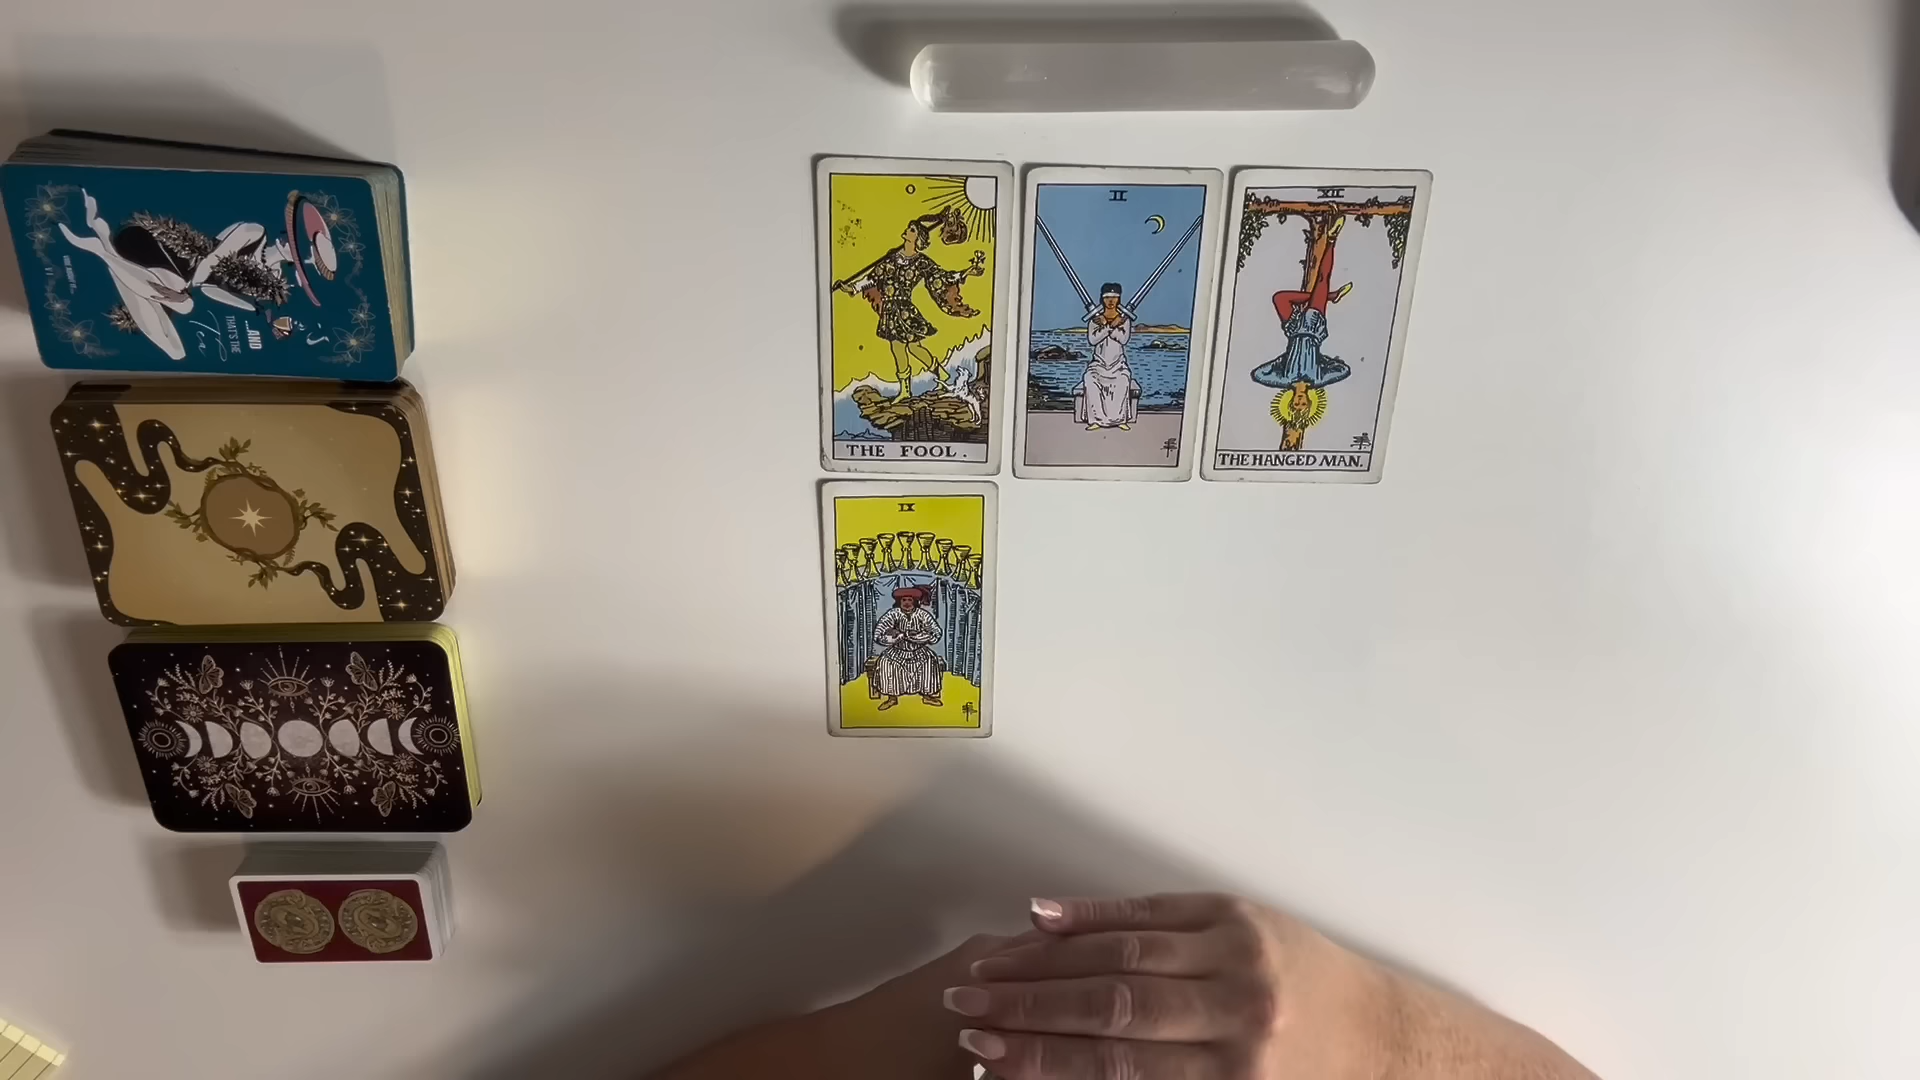 0
II
XII
THE FOOL.
THE HANGED MAN.
IX
...AND
THAT'S THE
Tea